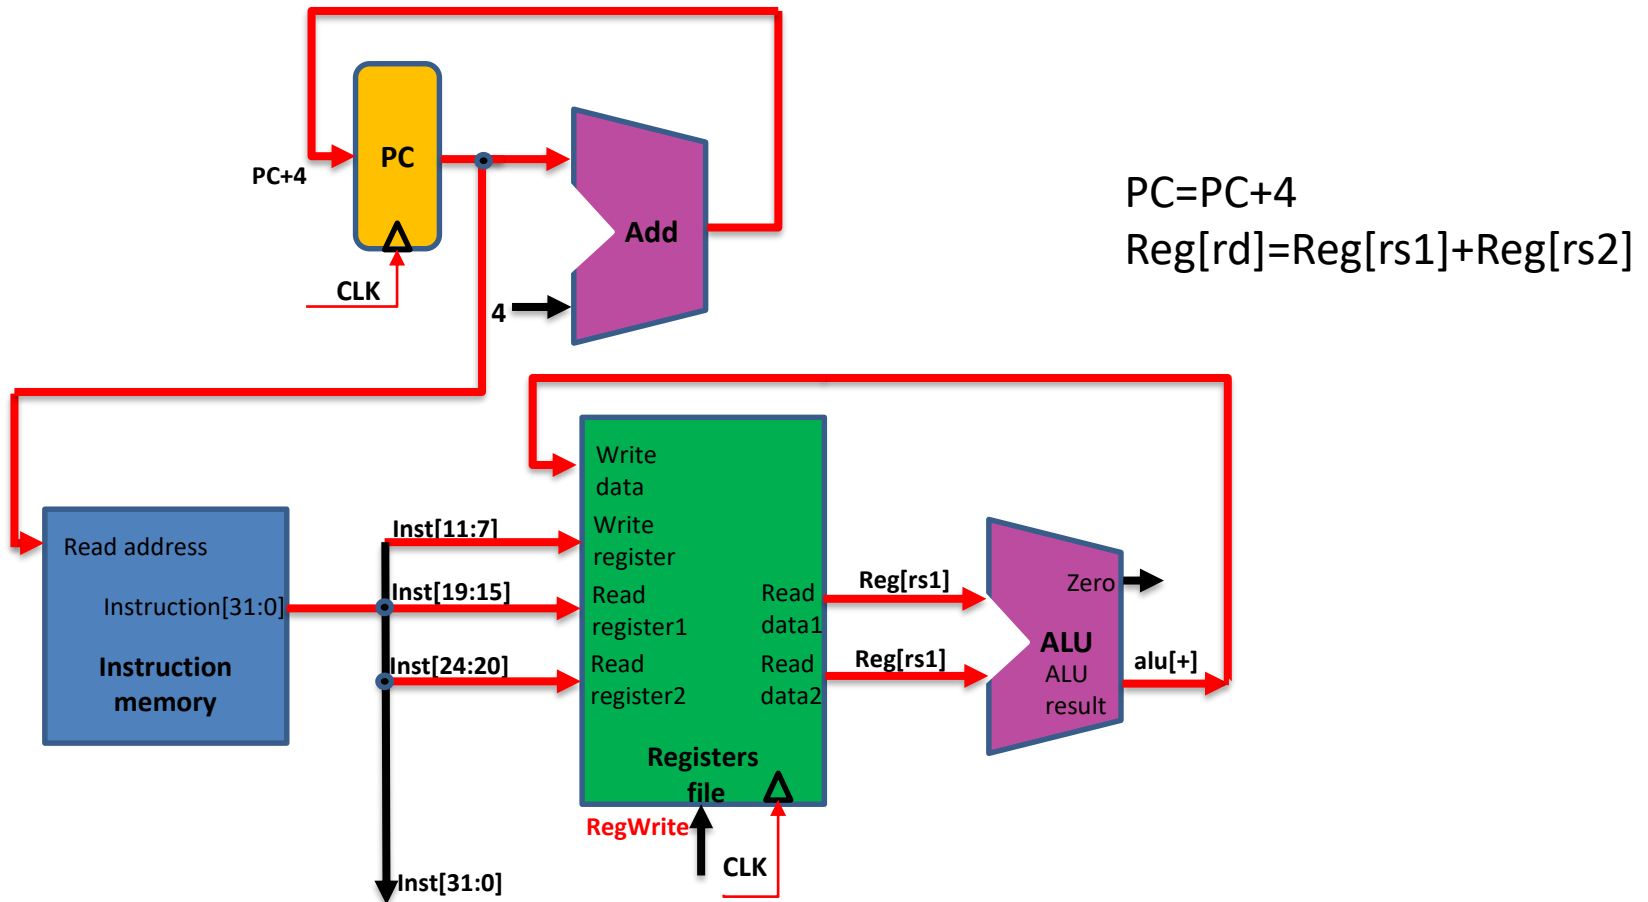 PC
PC+4
CLK
Add
4
PC=PC+4
Reg[rd]=Reg[rs1]+Reg[rs2]
Read address
Instruction[31:0]
Instruction
memory
Inst[11:7]
Inst[19:15]
Inst[24:20]
Inst[31:0]
Write
data
Write
register
Read
register1
Read
register2
Read
data1
Read
data2
Registers
file
RegWrite
CLK
Reg[rs1]
Reg[rs1]
Zero
ALU
ALU
result
alu[+]